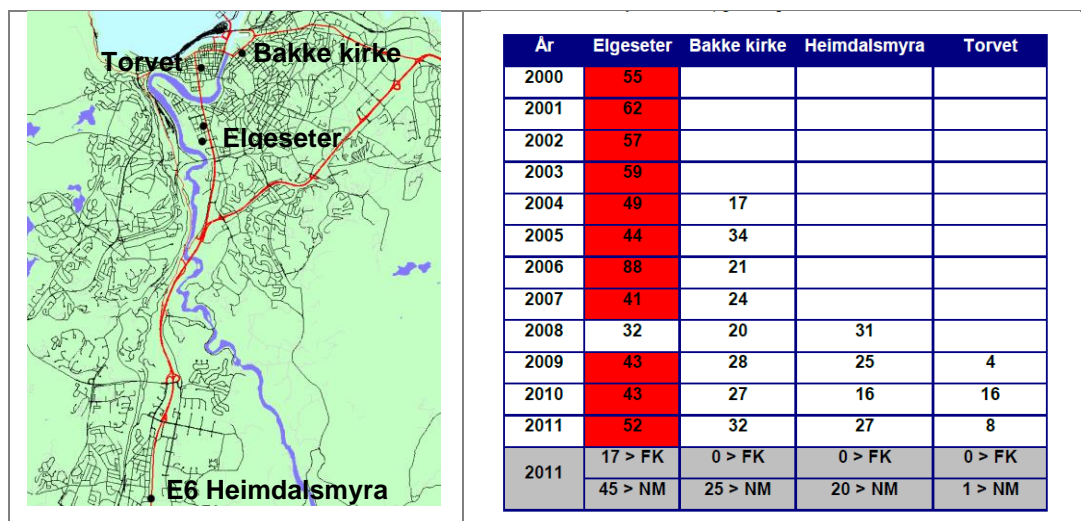 Torvet
Bakke kirke
Elgeseter
E6 Heimdalsmyra
År Elgeseter Bakke kirke Heimdalsmyra Torvet
2000 55
2001 62
2002 57
2003 59
2004 49 17
2005 44 34
2006 88 21
2007 41 24
2008 32 20 31
2009 43 28 25 4
2010 43 27 16 16
2011 52 32 27 8
2011 17 > FK 0 > FK 0 > FK 0 > FK
45 > NM 25 > NM 20 > NM 1 > NM